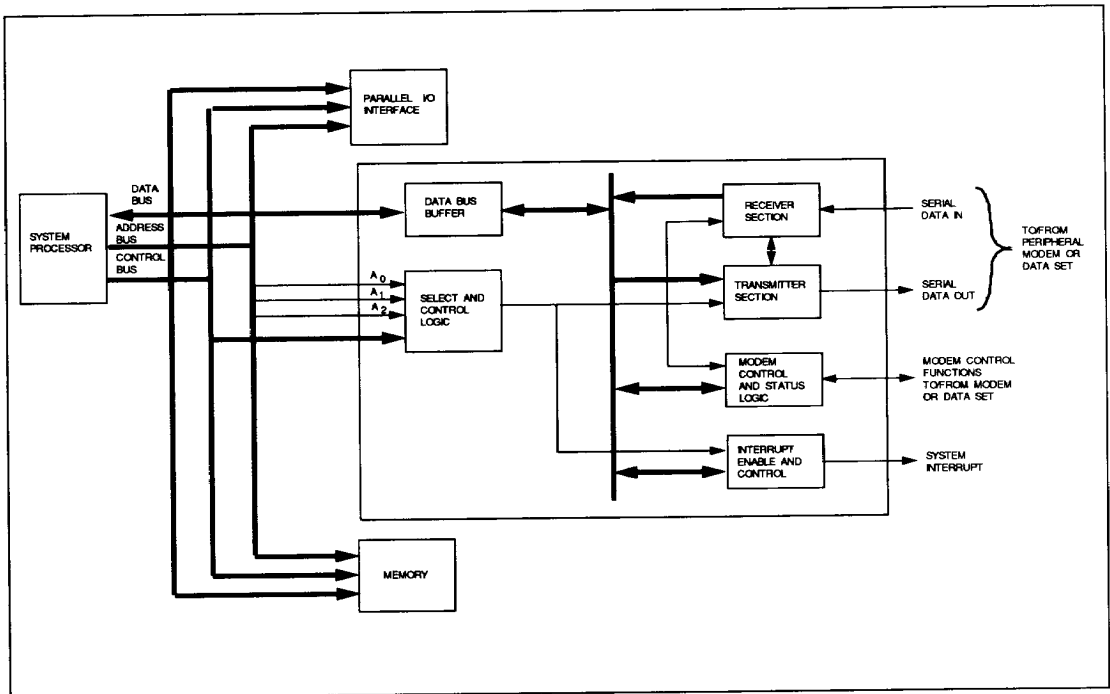 PARALLEL I/O
INTERFACE
SYSTEM
PROCESSOR
DATA
BUS
ADDRESS
BUS
CONTROL
BUS
DATA BUS
BUFFER
A0
A1
A2
SELECT AND
CONTROL
LOGIC
RECEIVER
SECTION
TRANSMITTER
SECTION
MODEM
CONTROL
AND STATUS
LOGIC
INTERRUPT
ENABLE AND
CONTROL
SERIAL
DATA IN
SERIAL
DATA OUT
TO/FROM
PERIPHERAL
MODEM OR
DATA SET
MODEM CONTROL
FUNCTIONS
TO/FROM MODEM
OR DATA SET
SYSTEM
INTERRUPT
MEMORY